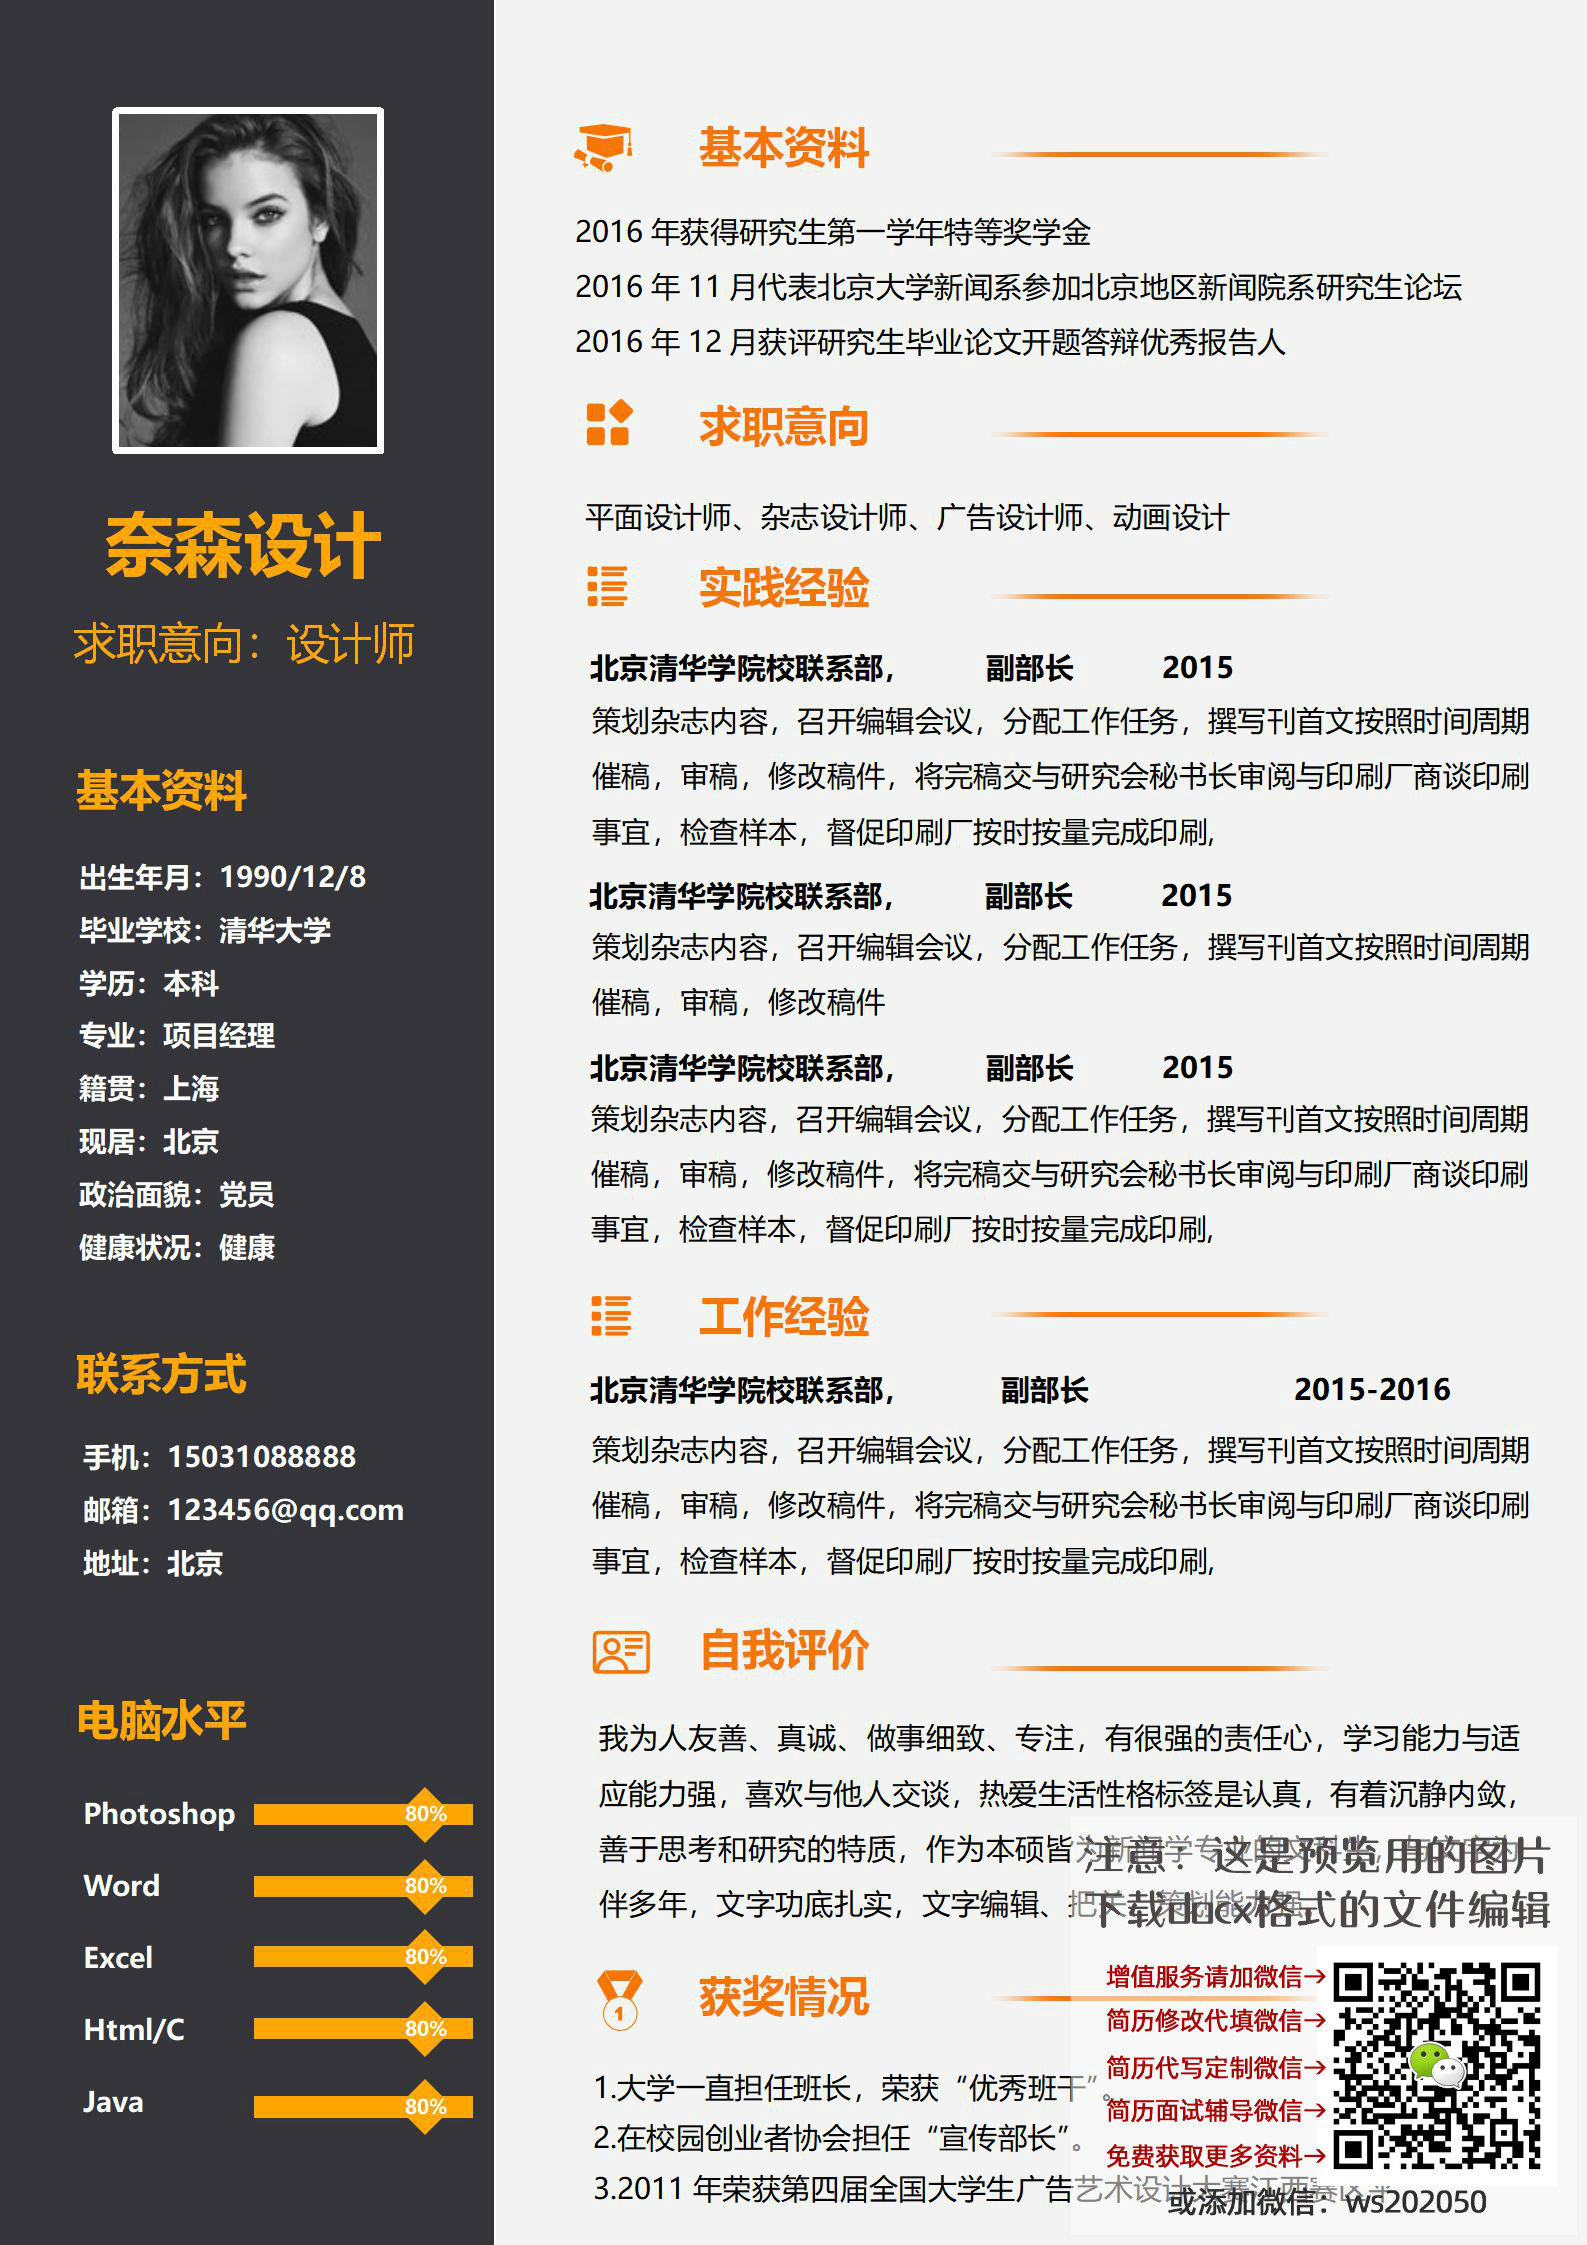 奈森设计
求职意向：设计师
基本资料
出生年月：1990/12/8
毕业学校：清华大学
学历：本科
专业：项目经理
籍贯：上海
现居：北京
政治面貌：党员
健康状况：健康
联系方式
手机：15031088888
邮箱：123456@qq.com
地址：北京
电脑水平
Photoshop 80%
Word 80%
Excel 80%
Html/C 80%
Java 80%
基本资料
2016 年获得研究生第一学年特等奖学金
2016 年 11 月代表北京大学新闻系参加北京地区新闻院系研究生论坛
2016 年 12 月获评研究生毕业论文开题答辩优秀报告人
求职意向
平面设计师、杂志设计师、广告设计师、动画设计
实践经验
北京清华学院校联系部， 副部长 2015
策划杂志内容，召开编辑会议，分配工作任务，撰写刊首文按照时间周期
催稿，审稿，修改稿件，将完稿交与研究会秘书长审阅与印刷厂商谈印刷
事宜，检查样本，督促印刷厂按时按量完成印刷,
北京清华学院校联系部， 副部长 2015
策划杂志内容，召开编辑会议，分配工作任务，撰写刊首文按照时间周期
催稿，审稿，修改稿件
北京清华学院校联系部， 副部长 2015
策划杂志内容，召开编辑会议，分配工作任务，撰写刊首文按照时间周期
催稿，审稿，修改稿件，将完稿交与研究会秘书长审阅与印刷厂商谈印刷
事宜，检查样本，督促印刷厂按时按量完成印刷,
工作经验
北京清华学院校联系部， 副部长 2015-2016
策划杂志内容，召开编辑会议，分配工作任务，撰写刊首文按照时间周期
催稿，审稿，修改稿件，将完稿交与研究会秘书长审阅与印刷厂商谈印刷
事宜，检查样本，督促印刷厂按时按量完成印刷,
自我评价
我为人友善、真诚、做事细致、专注，有很强的责任心，学习能力与适
应能力强，喜欢与他人交谈，热爱生活性格标签是认真，有着沉静内敛，
善于思考和研究的特质，作为本硕皆为新闻学专业的文科生，与文字为
伴多年，文字功底扎实，文字编辑、把关、策划能力强。
获奖情况
1.大学一直担任班长，荣获“优秀班干”。
2.在校园创业者协会担任“宣传部长”。
3.2011 年荣获第四届全国大学生广告艺术设计大赛江西赛区
注意：这是预览用的图片
下载docx格式的文件编辑
增值服务请加微信→
简历修改代填微信→
简历代写定制微信→
简历面试辅导微信→
免费获取更多资料→
或添加微信：ws202050